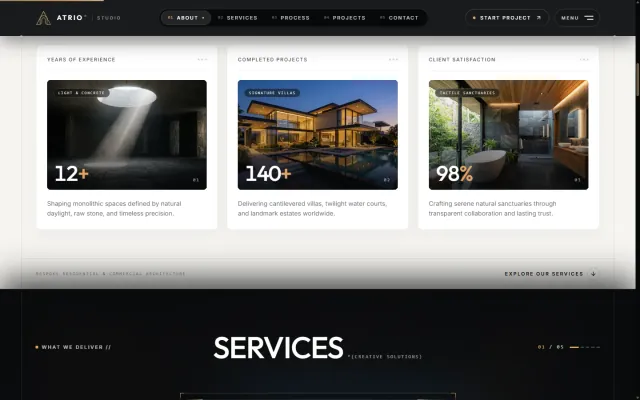 ATRIO
STUDIO
01 ABOUT
02 SERVICES
03 PROCESS
04 PROJECTS
05 CONTACT
START PROJECT
MENU
YEARS OF EXPERIENCE
LIGHT & CONCRETE
12+
01
Shaping monolithic spaces defined by natural
daylight, raw stone, and timeless precision.
COMPLETED PROJECTS
SIGNATURE VILLAS
140+
02
Delivering cantilevered villas, twilight water courts,
and landmark estates worldwide.
CLIENT SATISFACTION
TACTILE SANCTUARIES
98%
03
Crafting serene natural sanctuaries through
transparent collaboration and lasting trust.
RESIDENTIAL & COMMERCIAL ARCHITECTURE
EXPLORE OUR SERVICES
WHAT WE DELIVER //
SERVICES
*[CREATIVE SOLUTIONS]
01 / 05